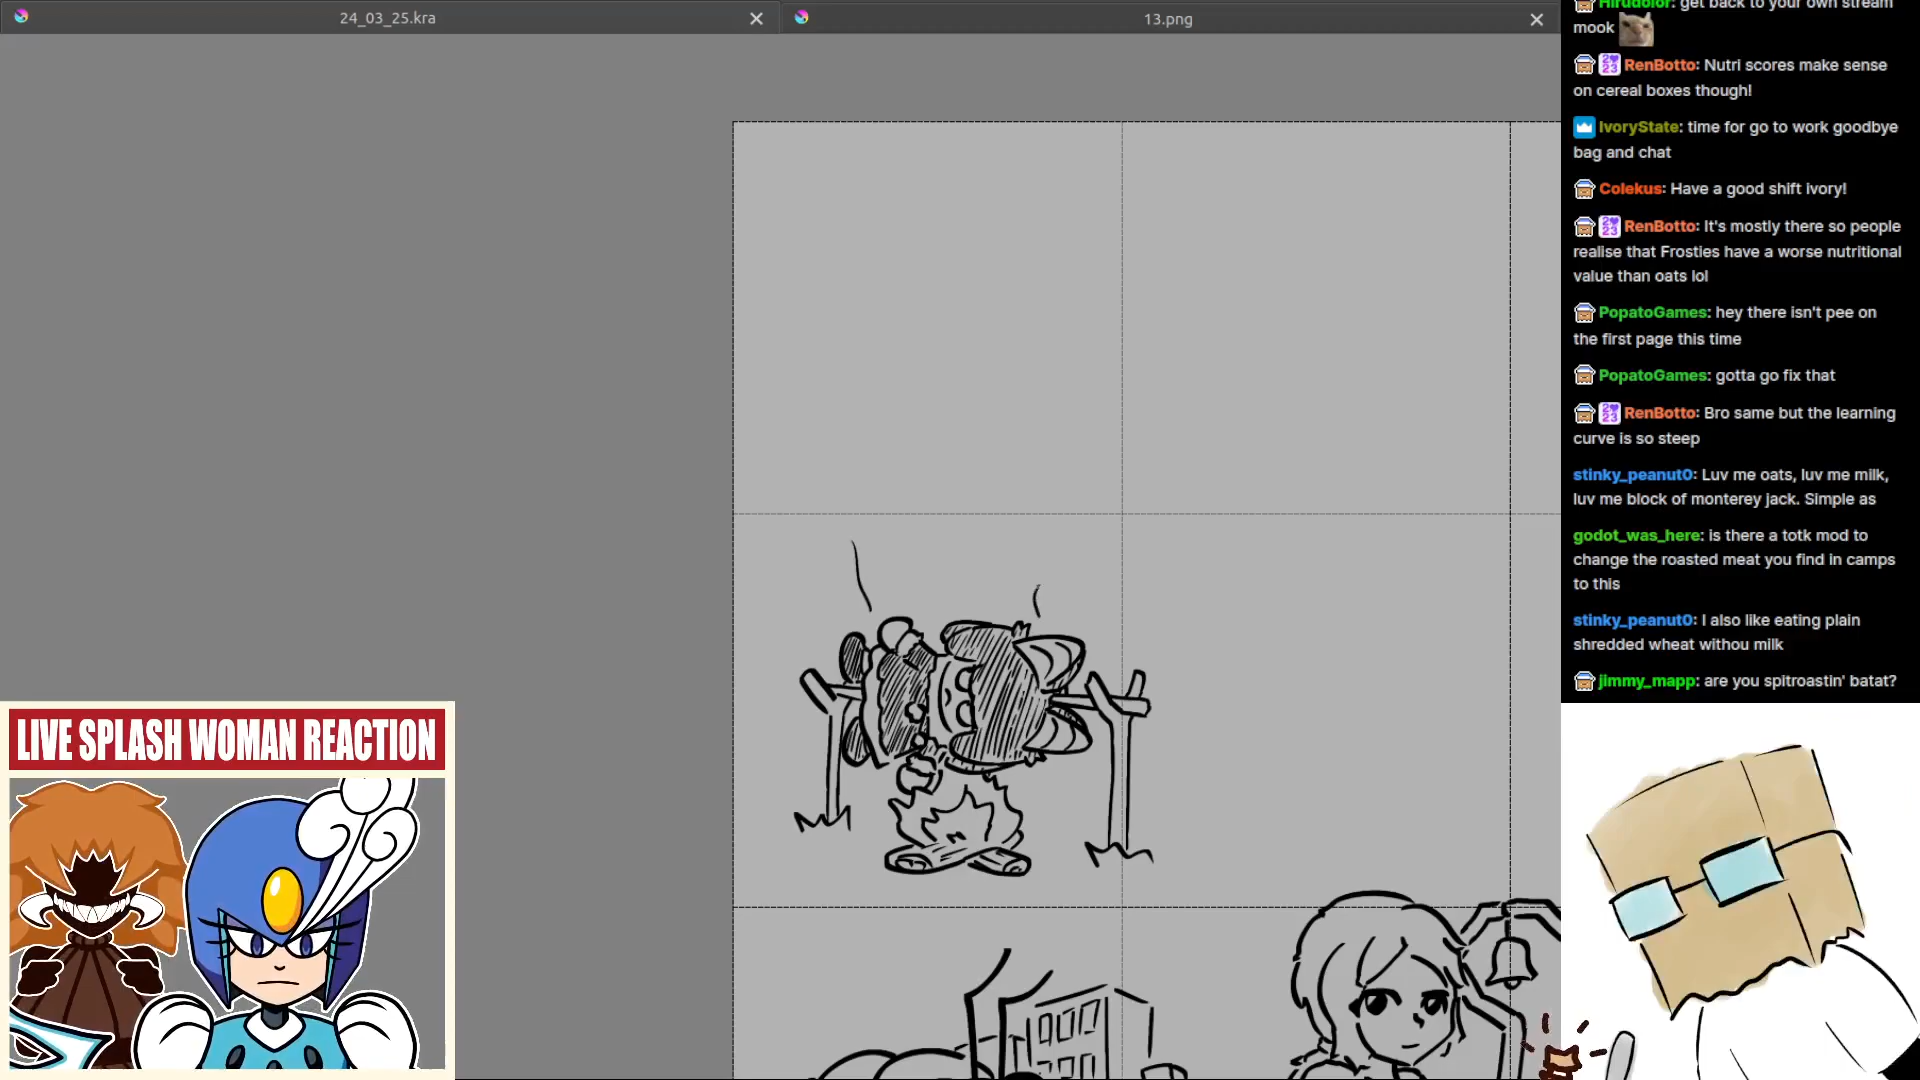 24_03_25.kra
13.png
Hirudolor: get back to your own stream
mook
RenBotto: Nutri scores make sense
on cereal boxes though!
IvoryState: time for go to work goodbye
bag and chat
Colekus: Have a good shift ivory!
RenBotto: It's mostly there so people
realise that Frosties have a worse nutritional
value than oats lol
PopatoGames: hey there isn't pee on
the first page this time
PopatoGames: gotta go fix that
RenBotto: Bro same but the learning
curve is so steep
stinky_peanut0: Luv me oats, luv me milk,
luv me block of monterey jack. Simple as
godot_was_here: is there a totk mod to
change the roasted meat you find in camps
to this
stinky_peanut0: I also like eating plain
shredded wheat withou milk
jimmy_mapp: are you spitroastin' batat?
LIVE SPLASH WOMAN REACTION